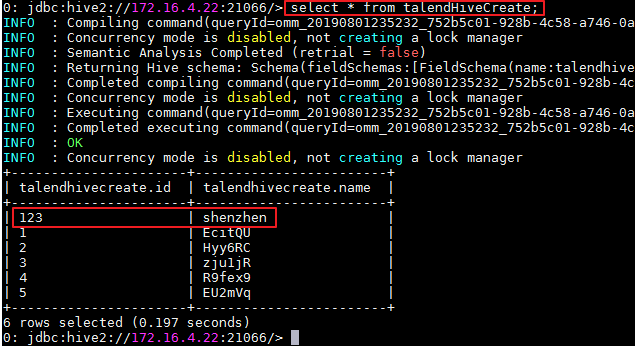 0: jdbc:hive2://172.16.4.22:21066/> select * from talendHiveCreate;
INFO  : Compiling command(queryId=omm_20190801235232_752b5c01-928b-4c58-a746-0a
INFO  : Concurrency mode is disabled, not creating a lock manager
INFO  : Semantic Analysis Completed (retrial = false)
INFO  : Returning Hive schema: Schema(fieldSchemas:[FieldSchema(name:talendhive
INFO  : Completed compiling command(queryId=omm_20190801235232_752b5c01-928b-4c
INFO  : Concurrency mode is disabled, not creating a lock manager
INFO  : Executing command(queryId=omm_20190801235232_752b5c01-928b-4c58-a746-0a
INFO  : Completed executing command(queryId=omm_20190801235232_752b5c01-928b-4c
INFO  : OK
INFO  : Concurrency mode is disabled, not creating a lock manager
+----------------------+------------------------+
| talendhivecreate.id  | talendhivecreate.name  |
+----------------------+------------------------+
| 123                  | shenzhen               |
| 1                    | EcitQU                 |
| 2                    | Hyy6RC                 |
| 3                    | zju1jR                 |
| 4                    | R9fex9                 |
| 5                    | EU2mVq                 |
+----------------------+------------------------+
6 rows selected (0.197 seconds)
0: jdbc:hive2://172.16.4.22:21066/>